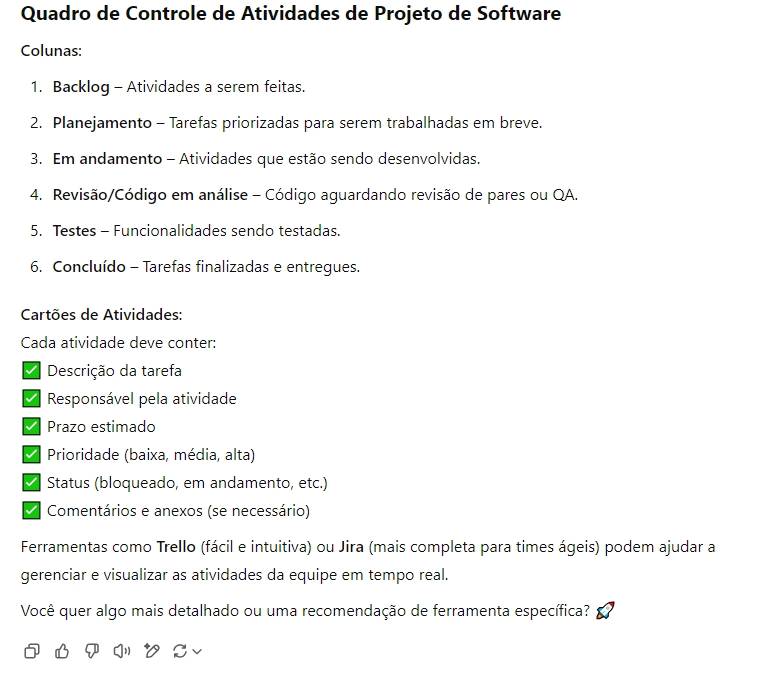 Quadro de Controle de Atividades de Projeto de Software
Colunas:
1. Backlog – Atividades a serem feitas.
2. Planejamento – Tarefas priorizadas para serem trabalhadas em breve.
3. Em andamento – Atividades que estão sendo desenvolvidas.
4. Revisão/Código em análise – Código aguardando revisão de pares ou QA.
5. Testes – Funcionalidades sendo testadas.
6. Concluído – Tarefas finalizadas e entregues.
Cartões de Atividades:
Cada atividade deve conter:
✅ Descrição da tarefa
✅ Responsável pela atividade
✅ Prazo estimado
✅ Prioridade (baixa, média, alta)
✅ Status (bloqueado, em andamento, etc.)
✅ Comentários e anexos (se necessário)
Ferramentas como Trello (fácil e intuitiva) ou Jira (mais completa para times ágeis) podem ajudar a
gerenciar e visualizar as atividades da equipe em tempo real.
Você quer algo mais detalhado ou uma recomendação de ferramenta específica? 🚀